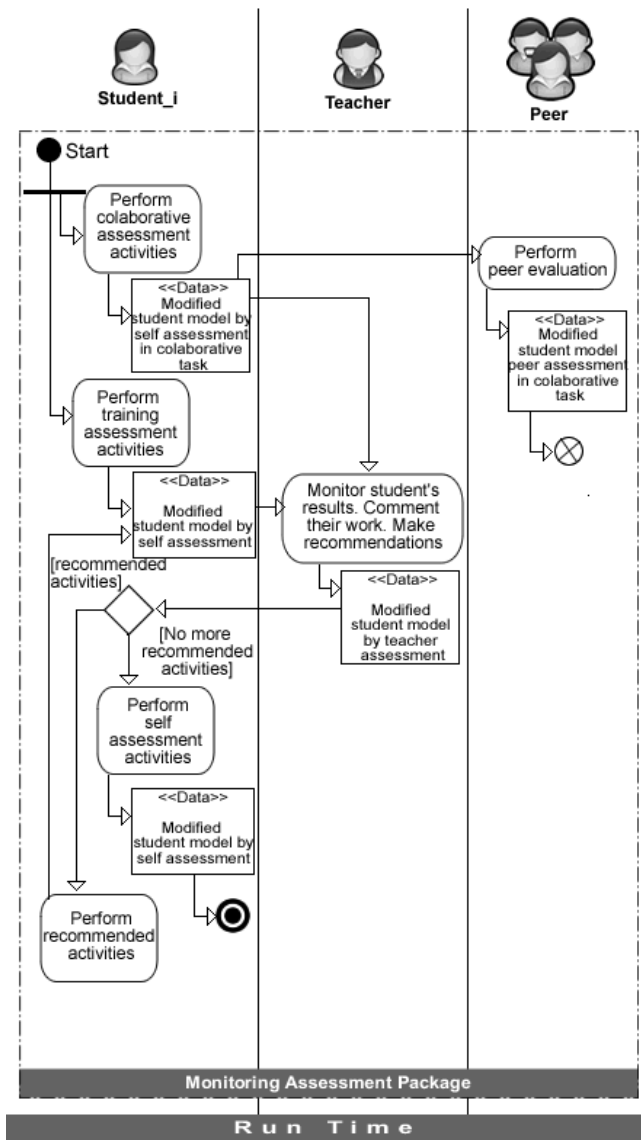 Student_i
Teacher
Peer
Start
Perform
colaborative
assessment
activities
<<Data>>
Modified
student model by
self assessment
in colaborative
task
Perform
peer evaluation
<<Data>>
Modified
student model
peer assessment
in colaborative
task
Perform
training
assessment
activities
<<Data>>
Modified
student model by
self assessment
Monitor student's
results. Comment
their work. Make
recommendations
<<Data>>
Modified
student model
by teacher
assessment
[recommended
activities]
[No more
recommended
activities]
Perform
self
assessment
activities
<<Data>>
Modified
student model by
self assessment
Perform
recommended
activities
Monitoring Assessment Package
Run Time